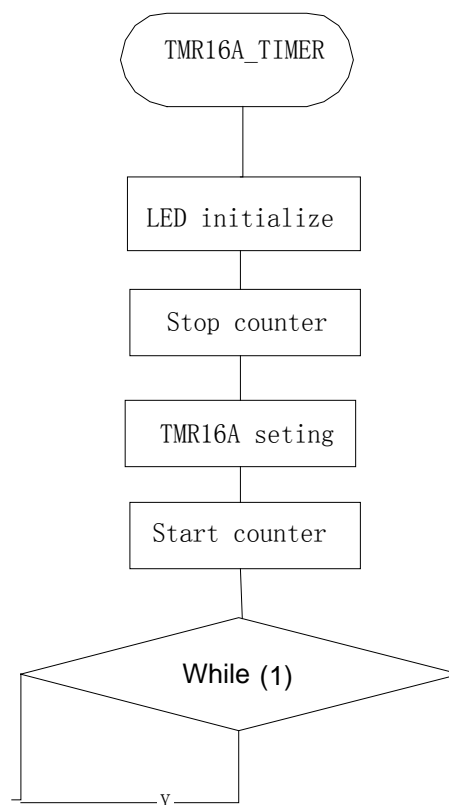 TMR16A_TIMER
LED initialize
Stop counter
TMR16A seting
Start counter
While (1)
Y